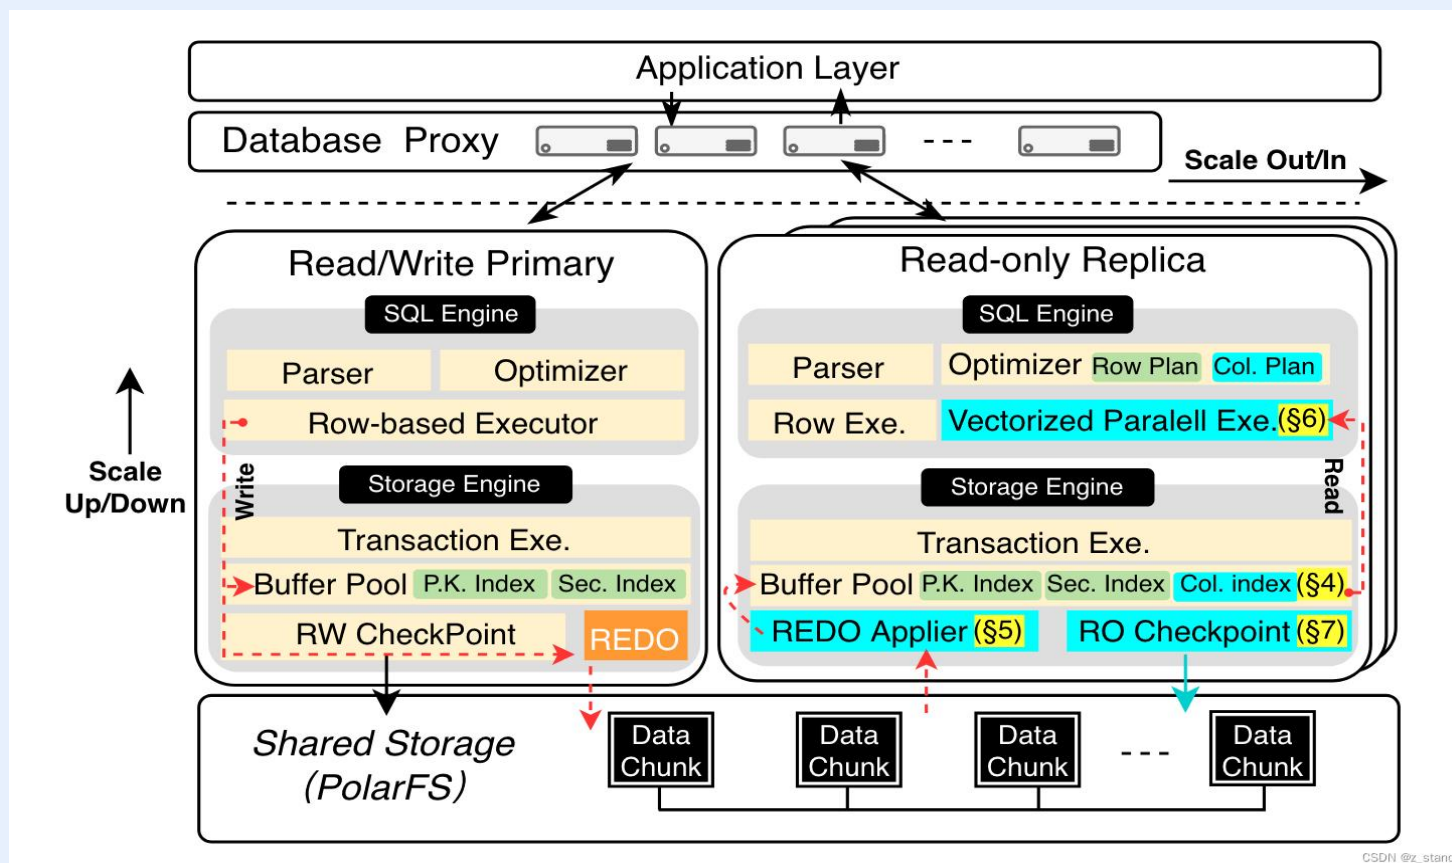 Application Layer
Database Proxy
Scale Out/In
Read/Write Primary
SQL Engine
Parser
Optimizer
Row-based Executor
Write
Storage Engine
Transaction Exe.
Buffer Pool P.K. Index Sec. Index
RW CheckPoint
REDO
Scale
Up/Down
Read-only Replica
SQL Engine
Parser
Optimizer Row Plan Col. Plan
Row Exe.
Vectorized Paralell Exe.(§6)
Read
Storage Engine
Transaction Exe.
Buffer Pool P.K. Index Sec. Index Col. index(§4)
REDO Applier(§5)
RO Checkpoint(§7)
Shared Storage
(PolarFS)
Data
Chunk
Data
Chunk
Data
Chunk
Data
Chunk
CSDN @z_stand